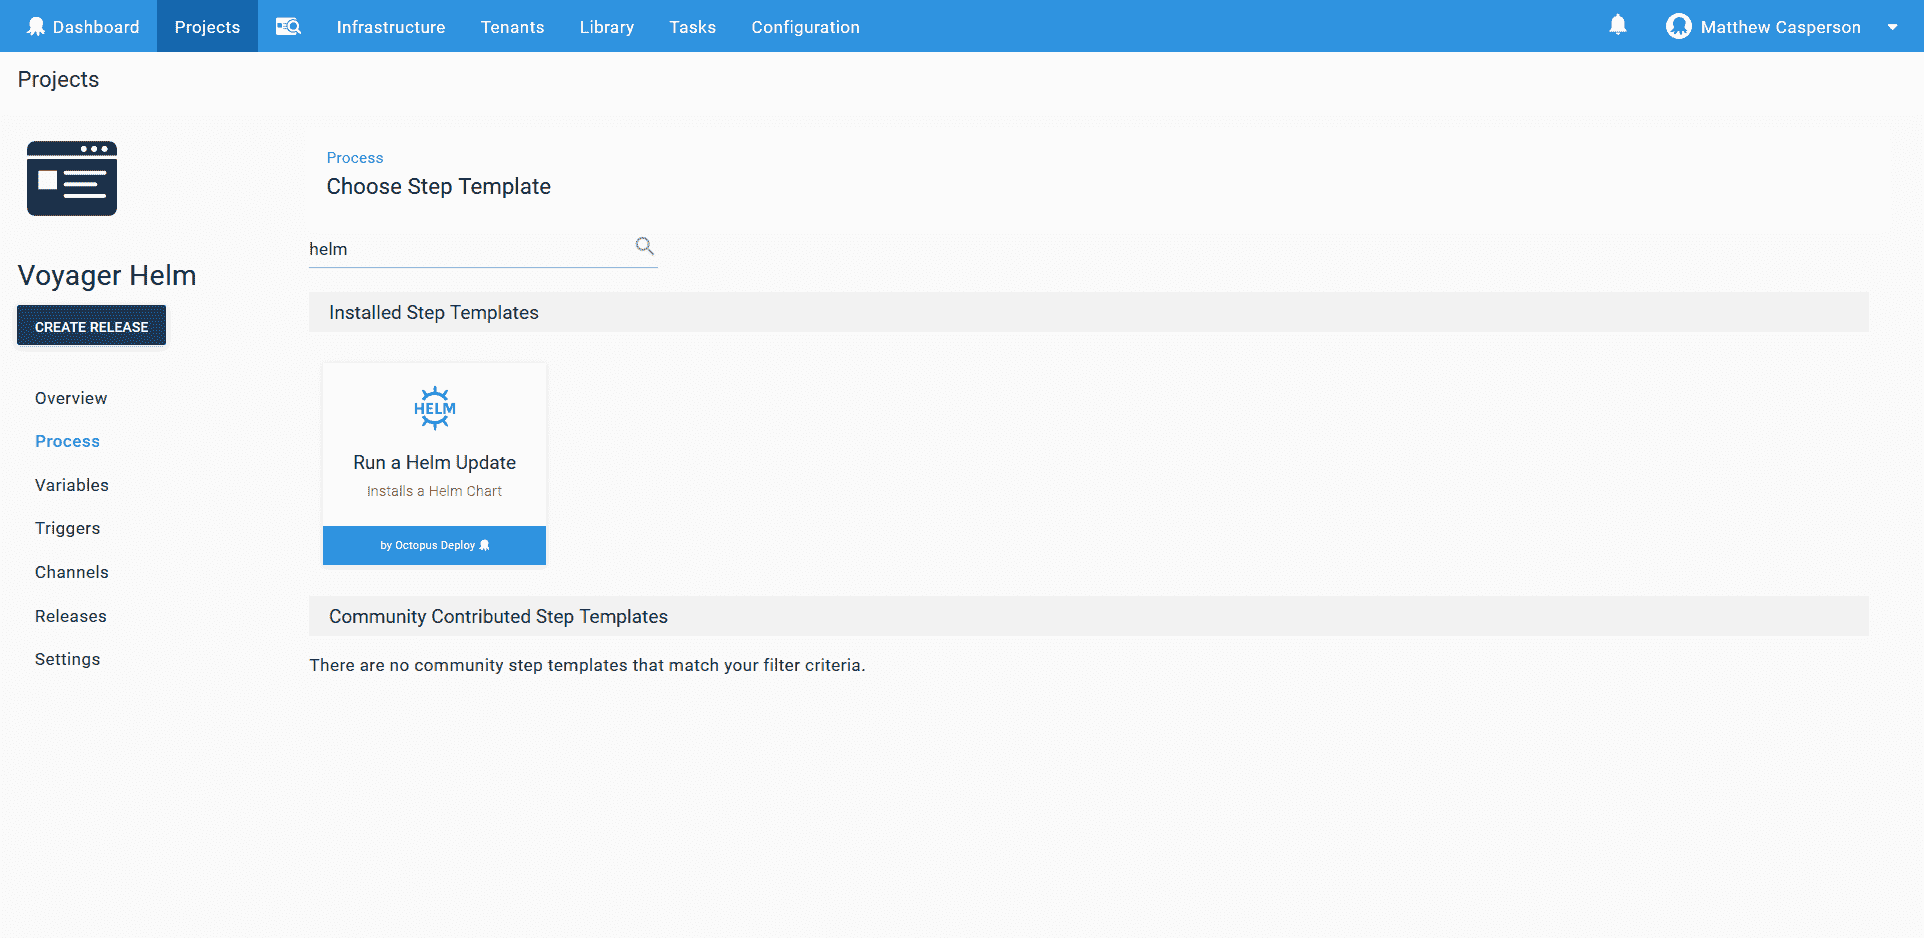 Dashboard Projects Infrastructure Tenants Library Tasks Configuration Matthew Casperson
Projects
Process
Choose Step Template
helm
Voyager Helm
CREATE RELEASE
Overview
Process
Variables
Triggers
Channels
Releases
Settings
Installed Step Templates
HELM
Run a Helm Update
Installs a Helm Chart
by Octopus Deploy
Community Contributed Step Templates
There are no community step templates that match your filter criteria.